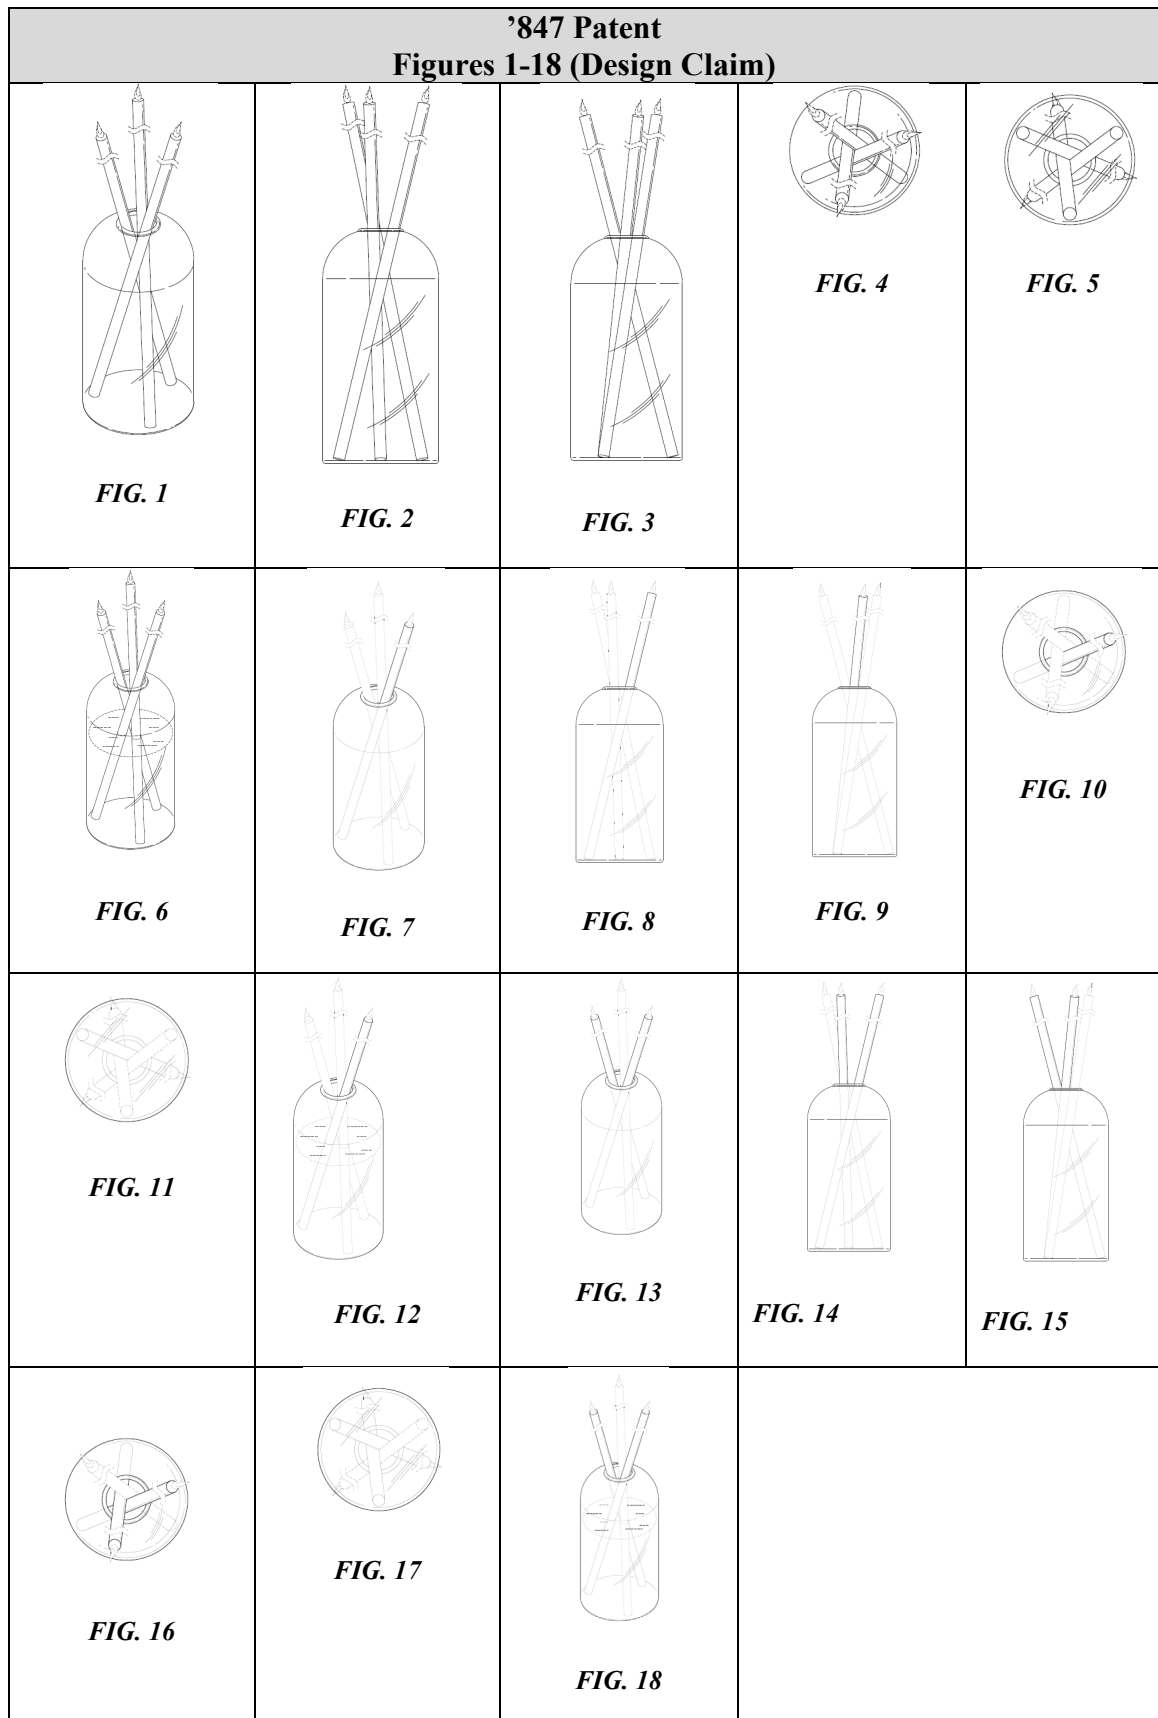 ’847 Patent
Figures 1-18 (Design Claim)
FIG. 1
FIG. 2
FIG. 3
FIG. 4
FIG. 5
FIG. 6
FIG. 7
FIG. 8
FIG. 9
FIG. 10
FIG. 11
FIG. 12
FIG. 13
FIG. 14
FIG. 15
FIG. 16
FIG. 17
FIG. 18